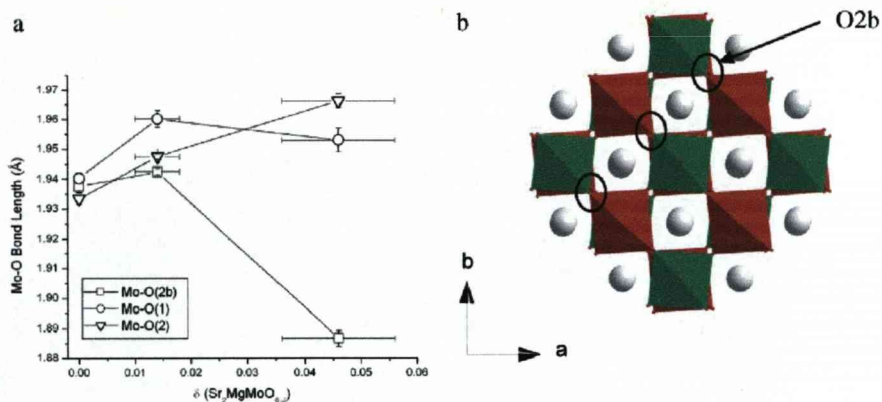 a
b
O2b
1.97
1.96
1.95
1.94
1.93
1.92
1.91
1.90
1.89
1.88
Mo-O Bond Length (Å)
Mo-O(2b)
Mo-O(1)
Mo-O(2)
0.00 0.01 0.02 0.03 0.04 0.05 0.06
δ (Sr2MgMoO6-δ)
b
a